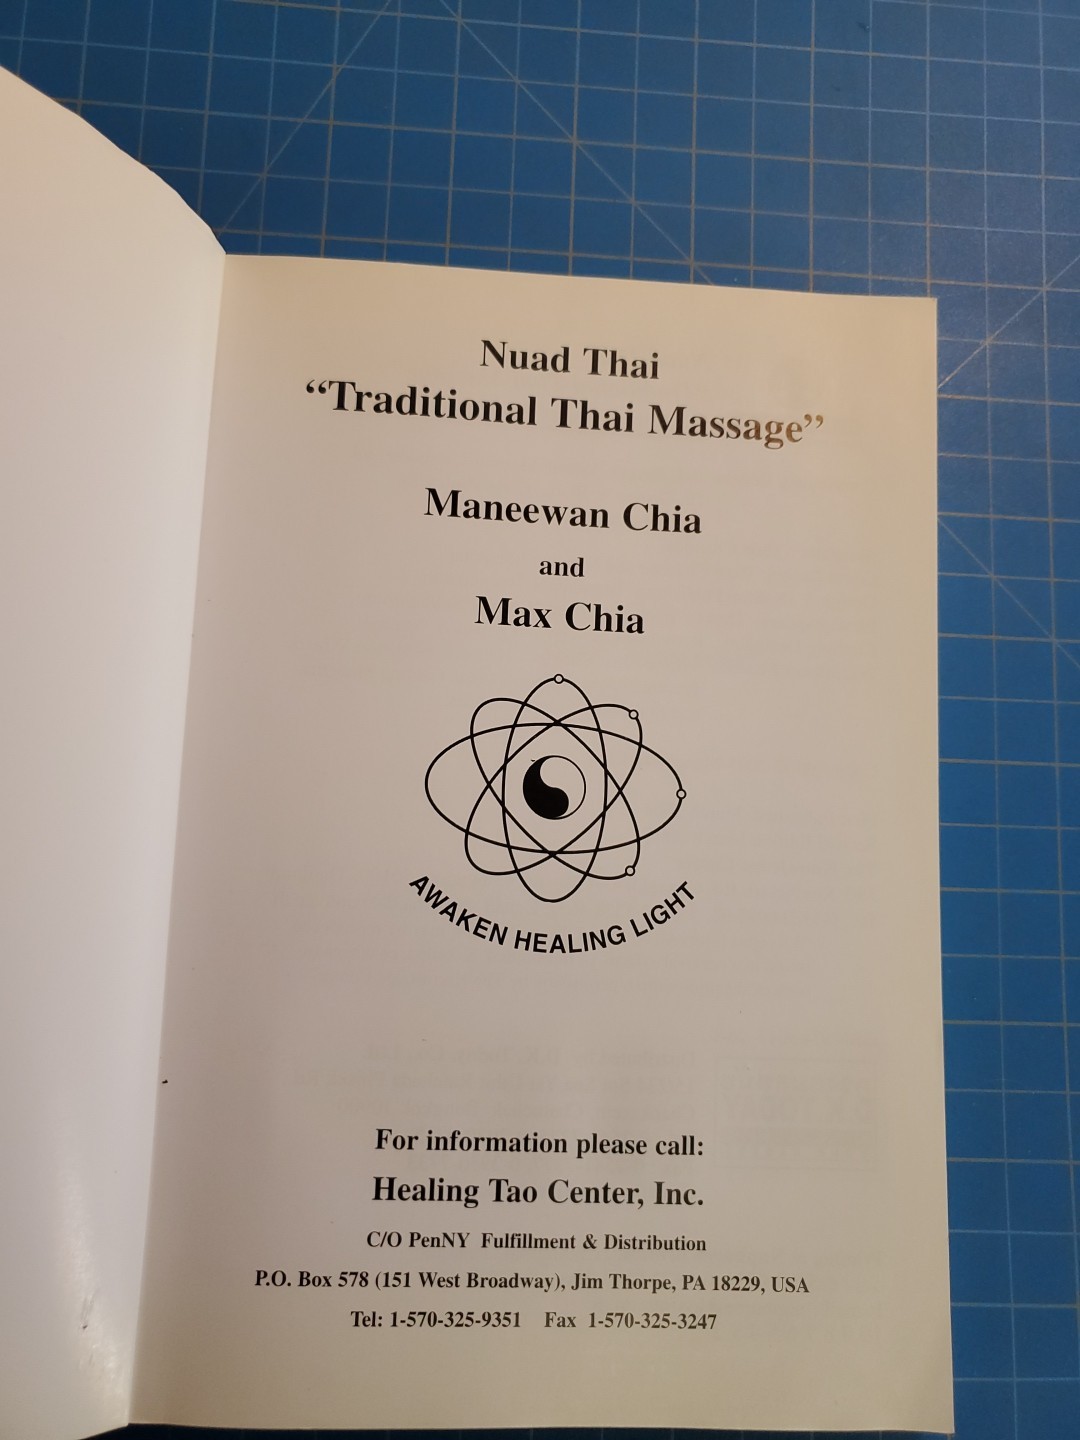 Nuad Thai
“Traditional Thai Massage”
Maneewan Chia
and
Max Chia
AWAKEN HEALING LIGHT
For information please call:
Healing Tao Center, Inc.
C/O PenNY Fulfillment & Distribution
P.O. Box 578 (151 West Broadway), Jim Thorpe, PA 18229, USA
Tel: 1-570-325-9351 Fax 1-570-325-3247